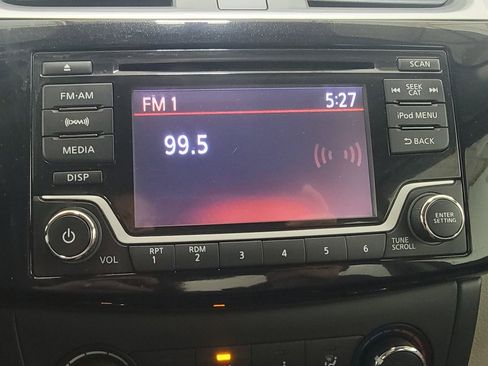 SCAN
FM·AM
XM
MEDIA
DISP
FM 1 5:27
99.5
SEEK
CAT
iPod MENU
BACK
ENTER
SETTING
VOL
RPT
1
RDM
2
3
4
5
6
TUNE
SCROLL